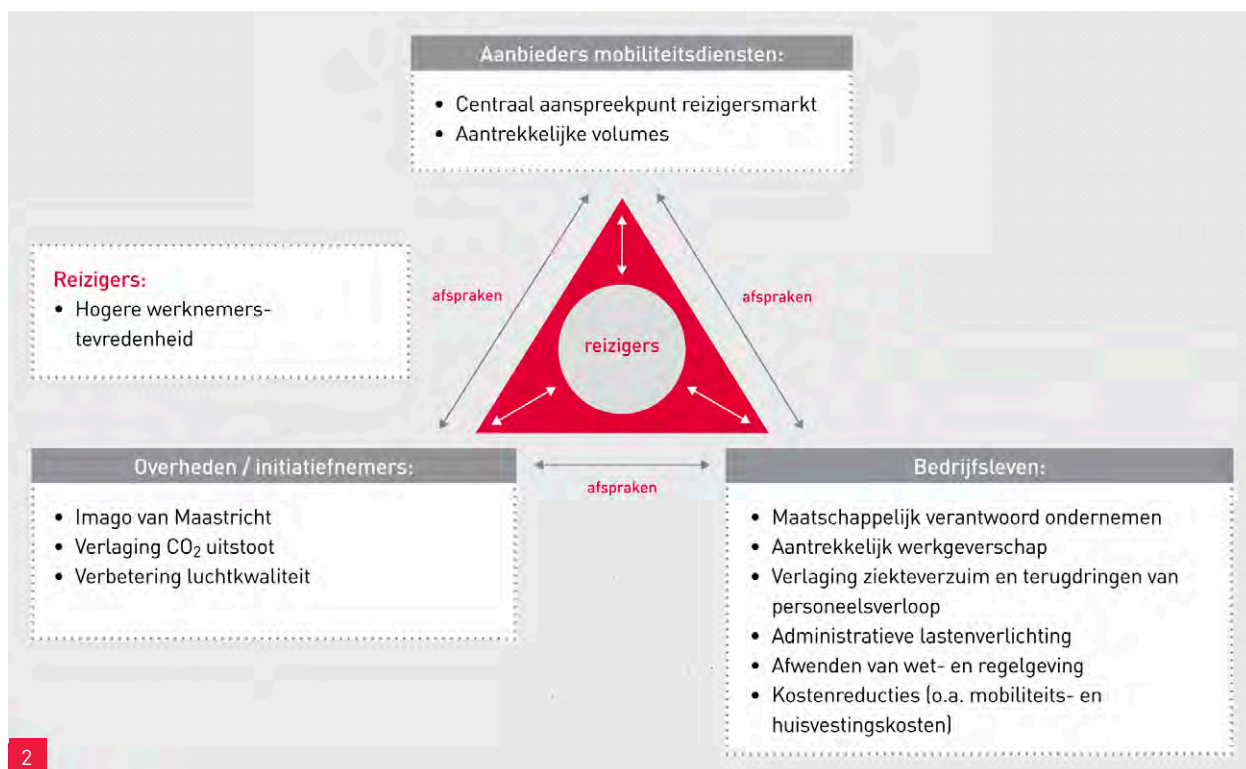 Aanbieders mobiliteitsdiensten:
• Centraal aanspreekpunt reizigersmarkt
• Aantrekkelijke volumes
Reizigers:
• Hogere werknemers-
tevredenheid
afspraken
afspraken
reizigers
Overheden / initiatiefnemers:
• Imago van Maastricht
• Verlaging CO₂ uitstoot
• Verbetering luchtkwaliteit
afspraken
Bedrijfsleven:
• Maatschappelijk verantwoord ondernemen
• Aantrekkelijk werkgeverschap
• Verlaging ziekteverzuim en terugdringen van
personeelsverloop
• Administratieve lastenverlichting
• Afwenden van wet- en regelgeving
• Kostenreducties (o.a. mobiliteits- en
huisvestingskosten)
2